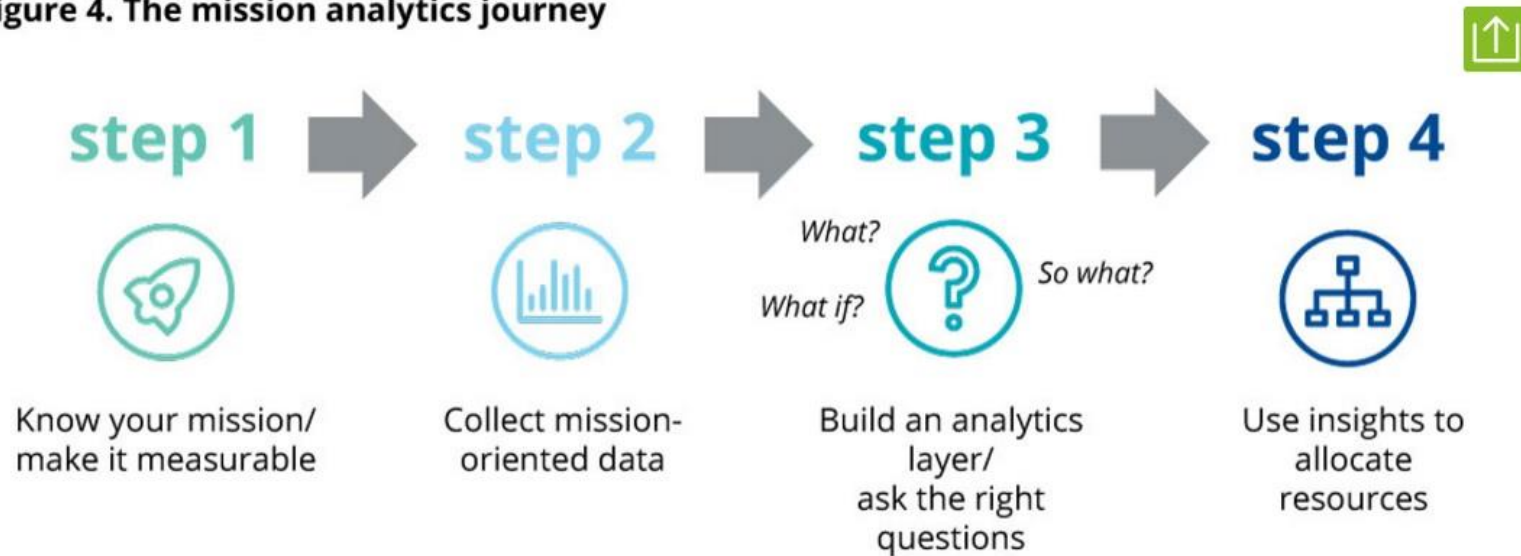 igure 4. The mission analytics journey
step 1
step 2
step 3
step 4
What?
So what?
What if?
Know your mission/
make it measurable
Collect mission-
oriented data
Build an analytics
layer/
ask the right
questions
Use insights to
allocate
resources